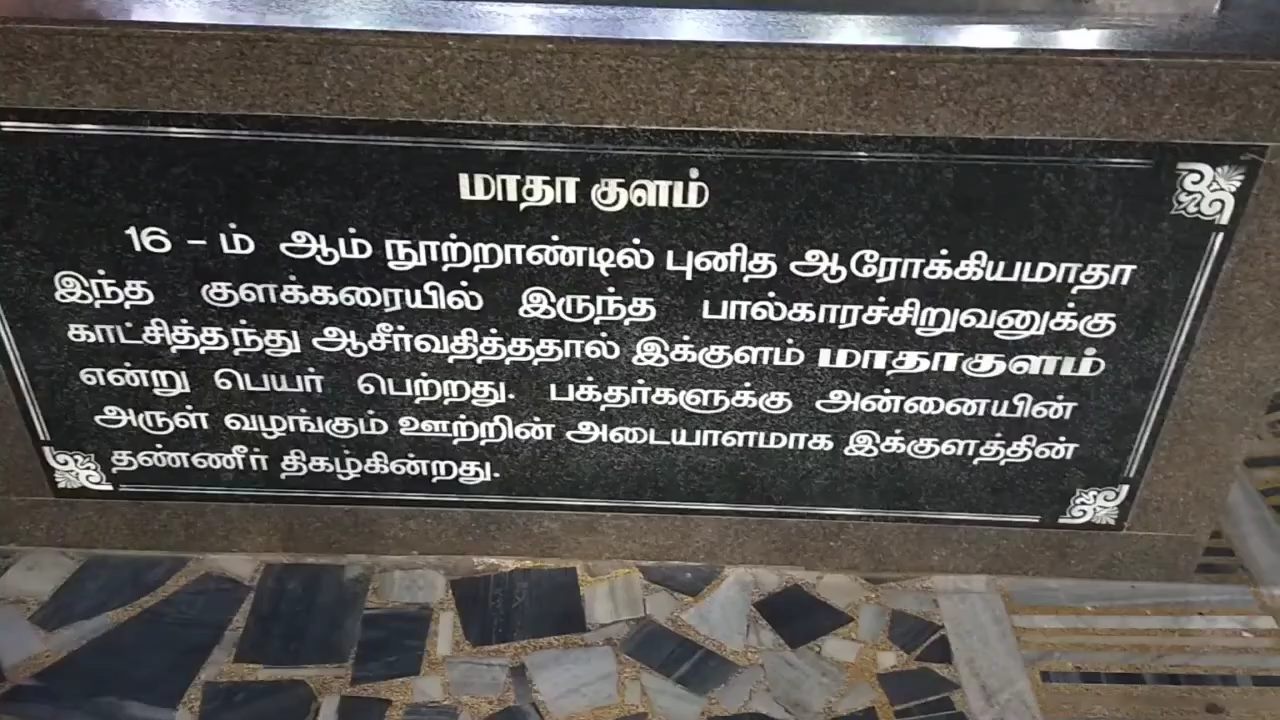 மாதா குளம்
16 - ம் ஆம் நூற்றாண்டில் புனித ஆரோக்கியமாதா
இந்த குளக்கரையில் இருந்த பால்காரச்சிறுவனுக்கு
காட்சித்தந்து ஆசீர்வதித்ததால் இக்குளம் மாதாகுளம்
என்று பெயர் பெற்றது. பக்தர்களுக்கு அன்னையின்
அருள் வழங்கும் ஊற்றின் அடையாளமாக இக்குளத்தின்
தண்ணீர் திகழ்கின்றது.